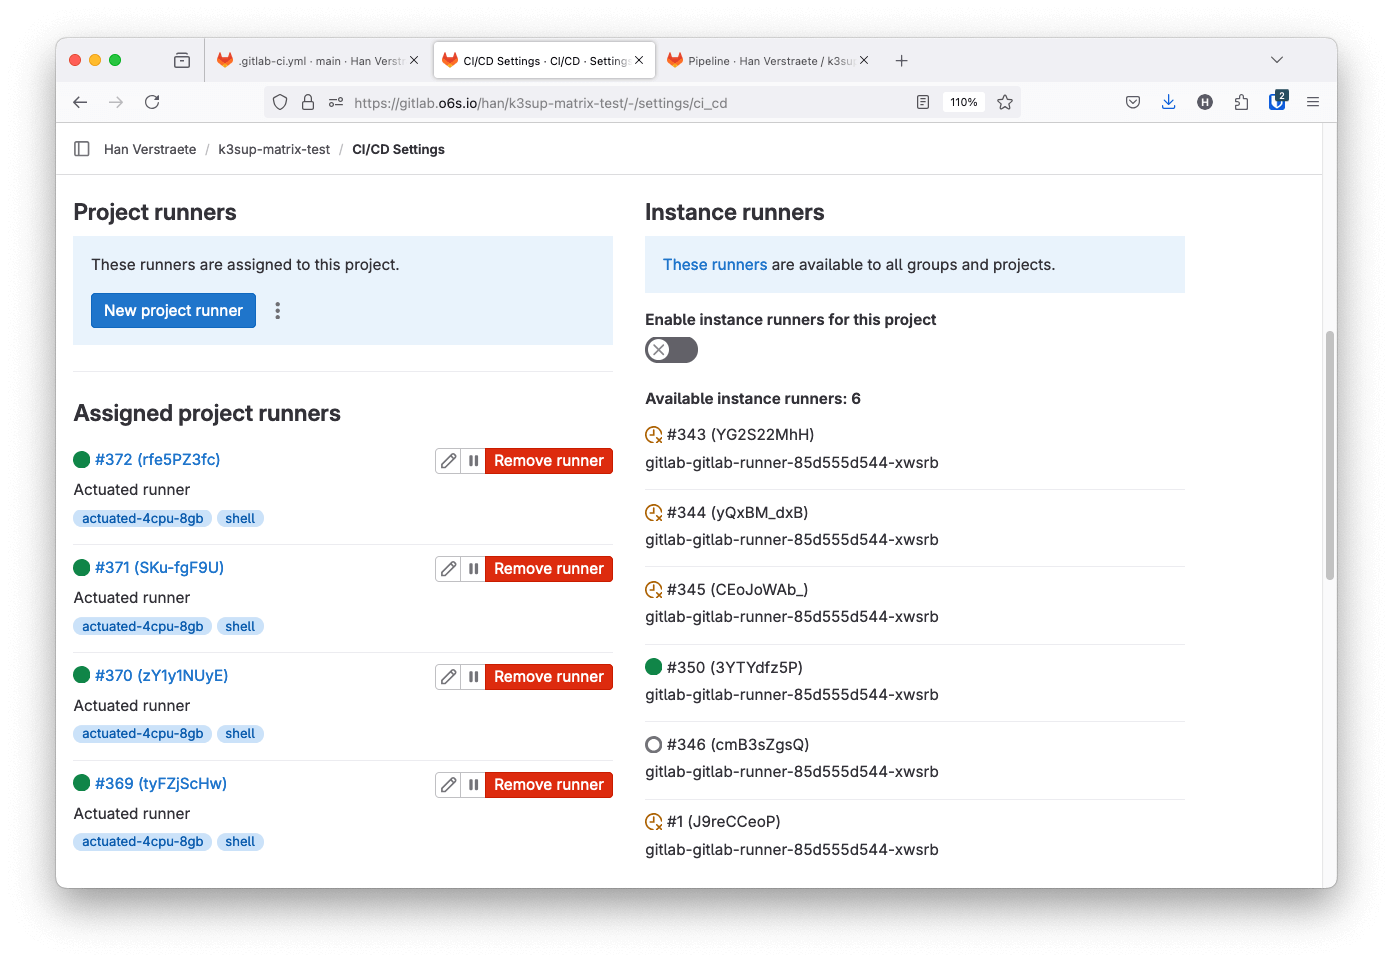 .gitlab-ci.yml · main · Han Verstr
CI/CD Settings · CI/CD · Settings
Pipeline · Han Verstraete / k3su
https://gitlab.o6s.io/han/k3sup-matrix-test/-/settings/ci_cd
110%
H
2
Han Verstraete / k3sup-matrix-test / CI/CD Settings
Project runners
These runners are assigned to this project.
New project runner
Assigned project runners
#372 (rfe5PZ3fc)
Remove runner
Actuated runner
actuated-4cpu-8gb shell
#371 (SKu-fgF9U)
Remove runner
Actuated runner
actuated-4cpu-8gb shell
#370 (zY1y1NUyE)
Remove runner
Actuated runner
actuated-4cpu-8gb shell
#369 (tyFZjScHw)
Remove runner
Actuated runner
actuated-4cpu-8gb shell
Instance runners
These runners are available to all groups and projects.
Enable instance runners for this project
Available instance runners: 6
#343 (YG2S22MhH)
gitlab-gitlab-runner-85d555d544-xwsrb
#344 (yQxBM_dxB)
gitlab-gitlab-runner-85d555d544-xwsrb
#345 (CEoJoWAb_)
gitlab-gitlab-runner-85d555d544-xwsrb
#350 (3YTYdfz5P)
gitlab-gitlab-runner-85d555d544-xwsrb
#346 (cmB3sZgsQ)
gitlab-gitlab-runner-85d555d544-xwsrb
#1 (J9reCCeoP)
gitlab-gitlab-runner-85d555d544-xwsrb